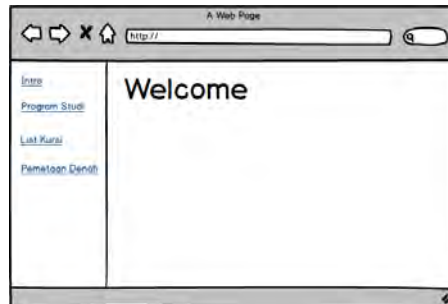 A Web Page
http://
Intro
Welcome
Program Studi
List Kursi
Pemetaan Denah